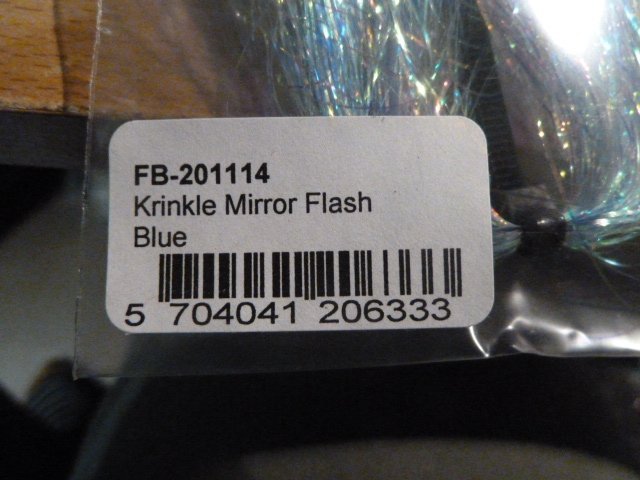 FB-201114
Krinkle Mirror Flash
Blue
5 704041 206333